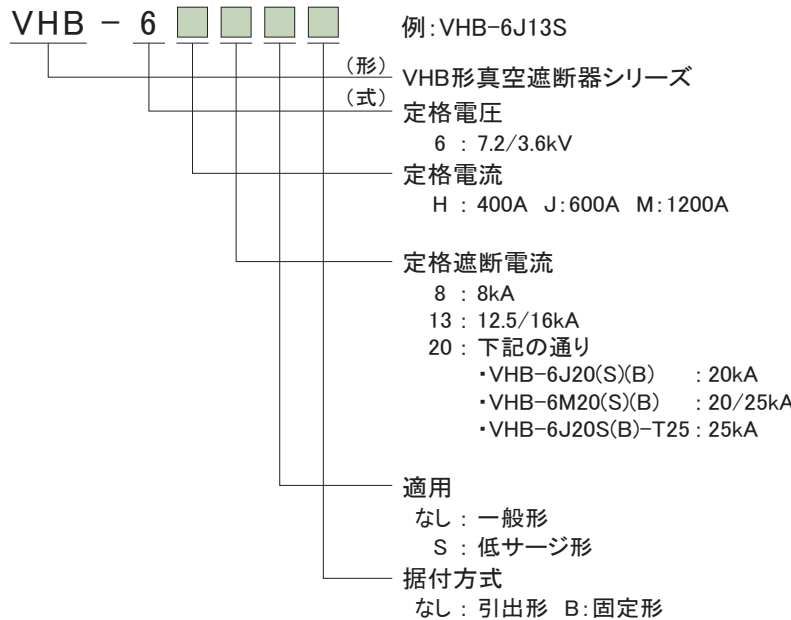 VHB - 6
例:VHB-6J13S
(形)
VHB形真空遮断器シリーズ
(式)
定格電圧
6 : 7.2/3.6kV
定格電流
H : 400A J:600A M:1200A
定格遮断電流
8 : 8kA
13 : 12.5/16kA
20 : 下記の通り
・VHB-6J20(S)(B) : 20kA
・VHB-6M20(S)(B) : 20/25kA
・VHB-6J20S(B)-T25 : 25kA
適用
なし : 一般形
S : 低サージ形
据付方式
なし : 引出形 B:固定形